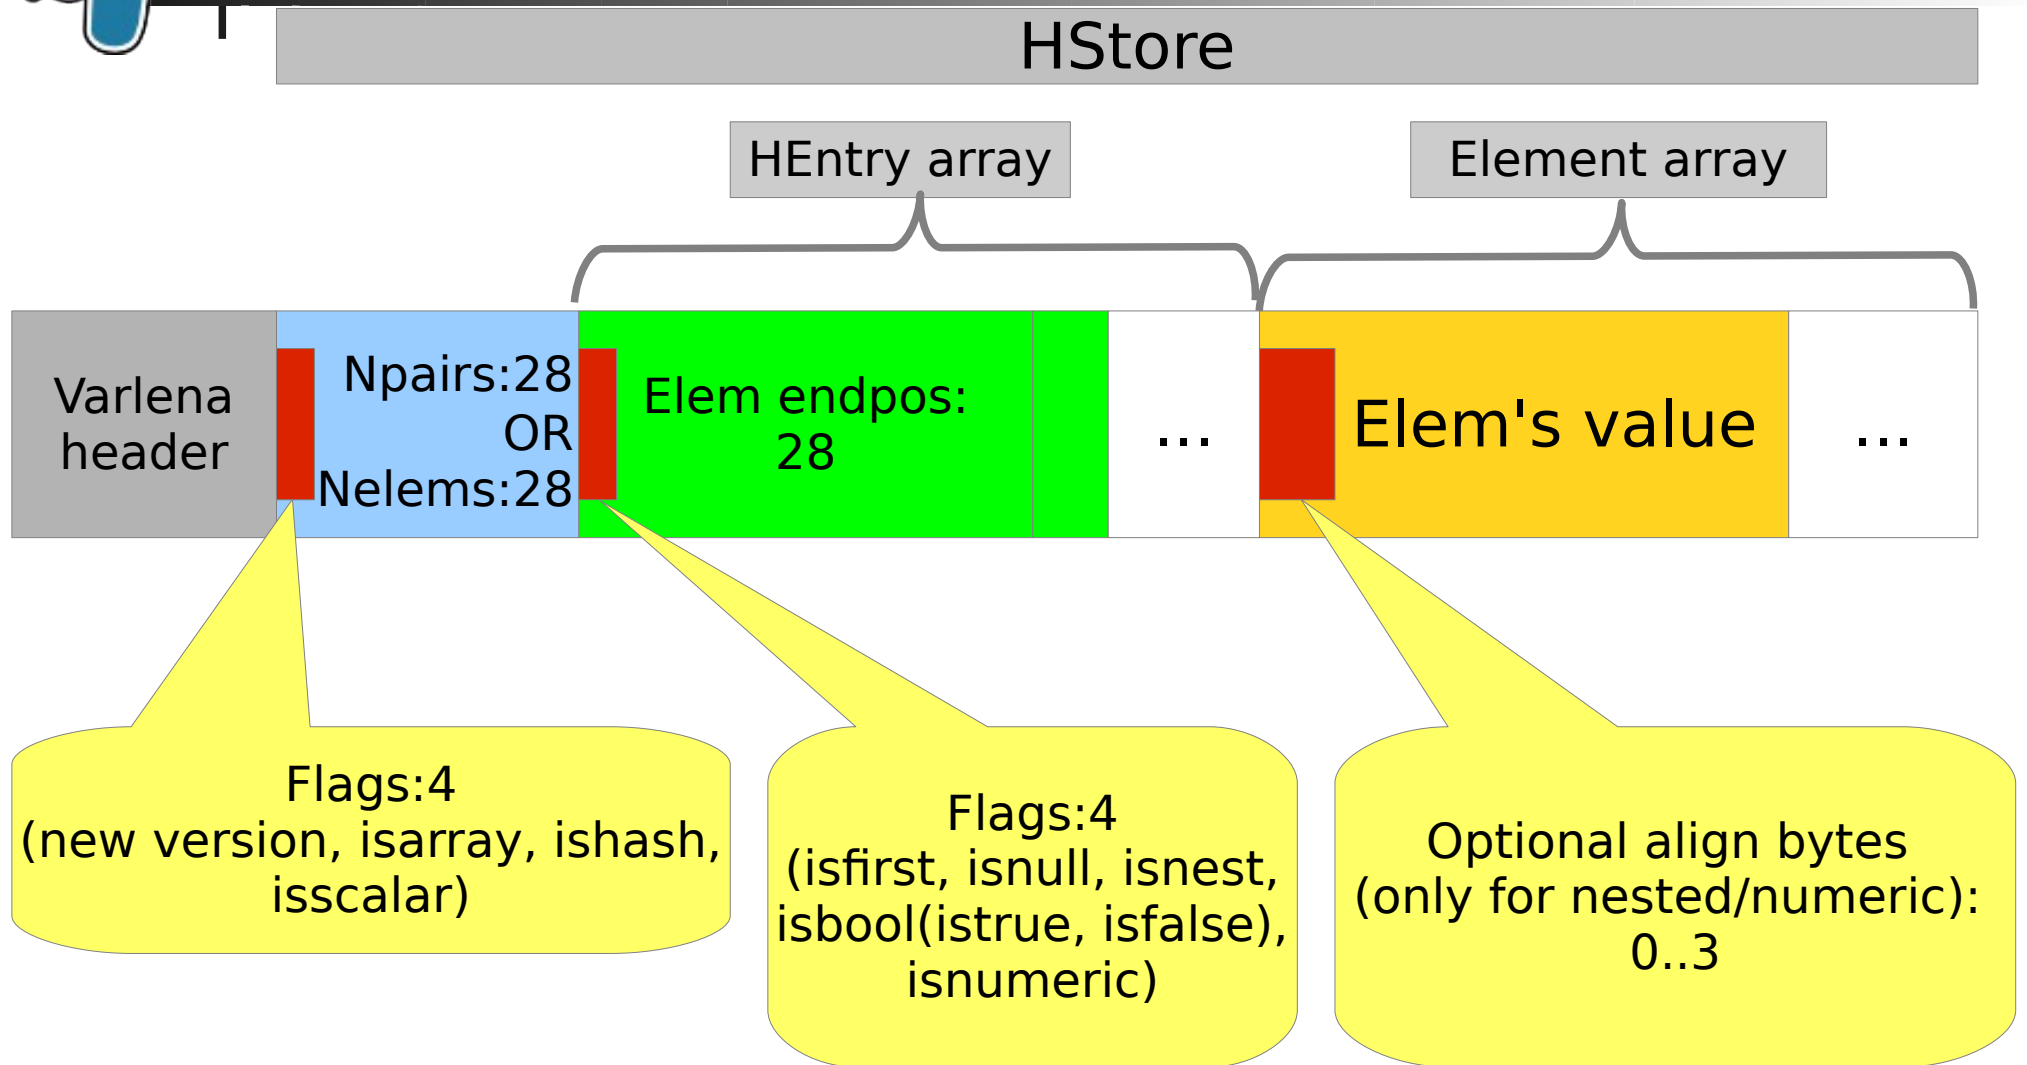 HStore
HEntry array
Element array
Varlena
header
Npairs:28
OR
Nelems:28
Elem endpos:
28
...
Elem's value
...
Flags:4
(new version, isarray, ishash,
isscalar)
Flags:4
(isfirst, isnull, isnest,
isbool(istrue, isfalse),
isnumeric)
Optional align bytes
(only for nested/numeric):
0..3